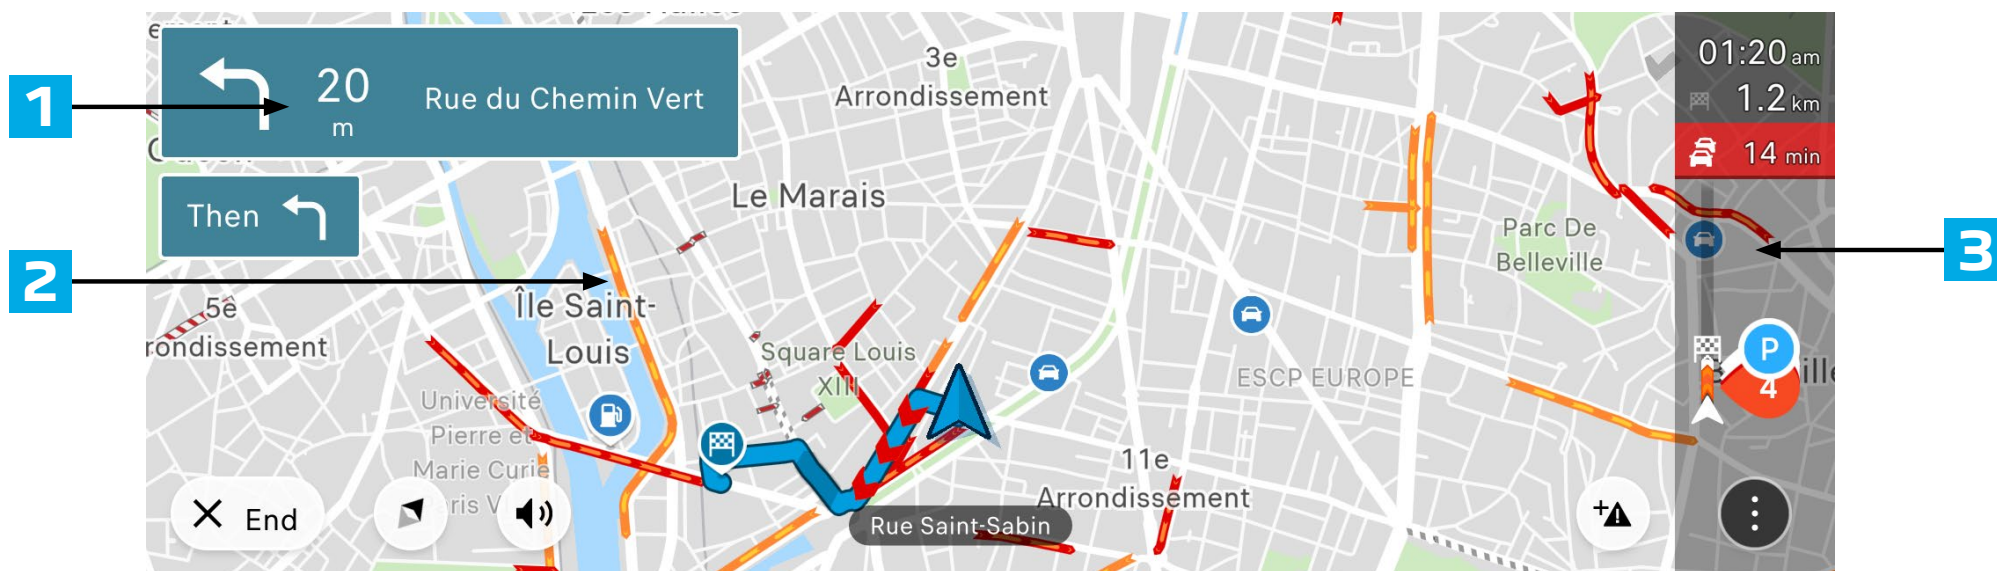 1
20
m
Rue du Chemin Vert
Then
2
3
01:20 am
1.2 km
14 min
3e
Arrondissement
Le Marais
Île Saint-
Louis
5e
rondissement
Square Louis
XIII
Université
Pierre et
Marie Curie
ris V
Parc De
Belleville
ESCP EUROPE
11e
Arrondissement
P
4
ille
End
Rue Saint-Sabin